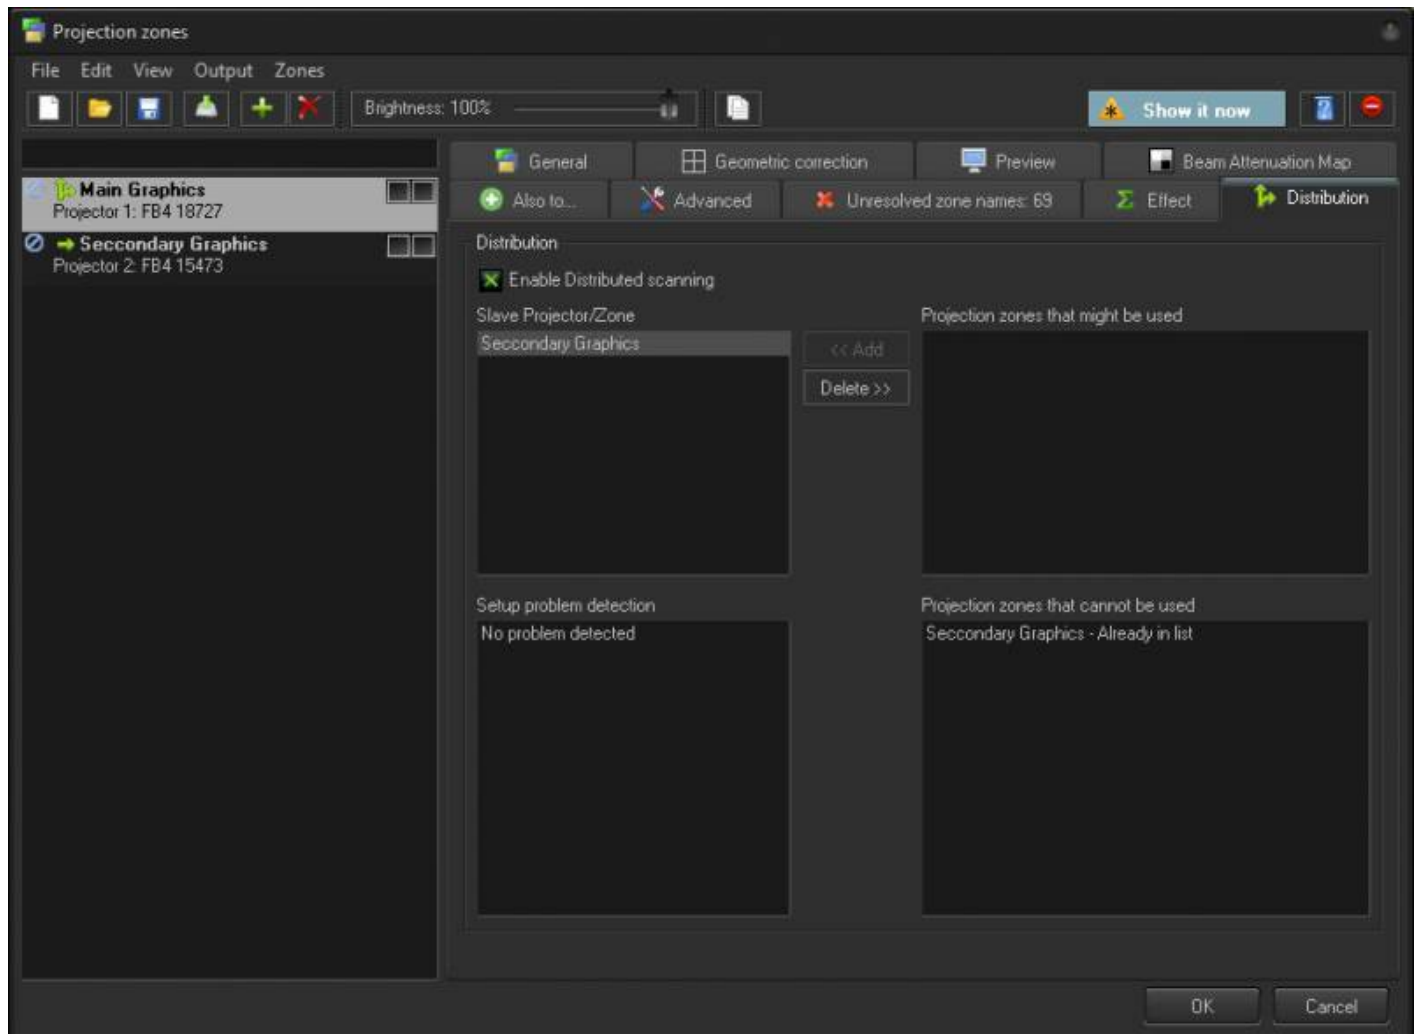 Projection zones
File Edit View Output Zones
Brightness: 100%
Show it now
Main Graphics
Projector 1: FB4 18727
Seccondary Graphics
Projector 2: FB4 15473
General Geometric correction Preview Beam Attenuation Map
Also to... Advanced Unresolved zone names: 69 Effect Distribution
Distribution
Enable Distributed scanning
Slave Projector/Zone
Seccondary Graphics
<< Add
Delete >>
Projection zones that might be used
Setup problem detection
No problem detected
Projection zones that cannot be used
Seccondary Graphics - Already in list
OK Cancel